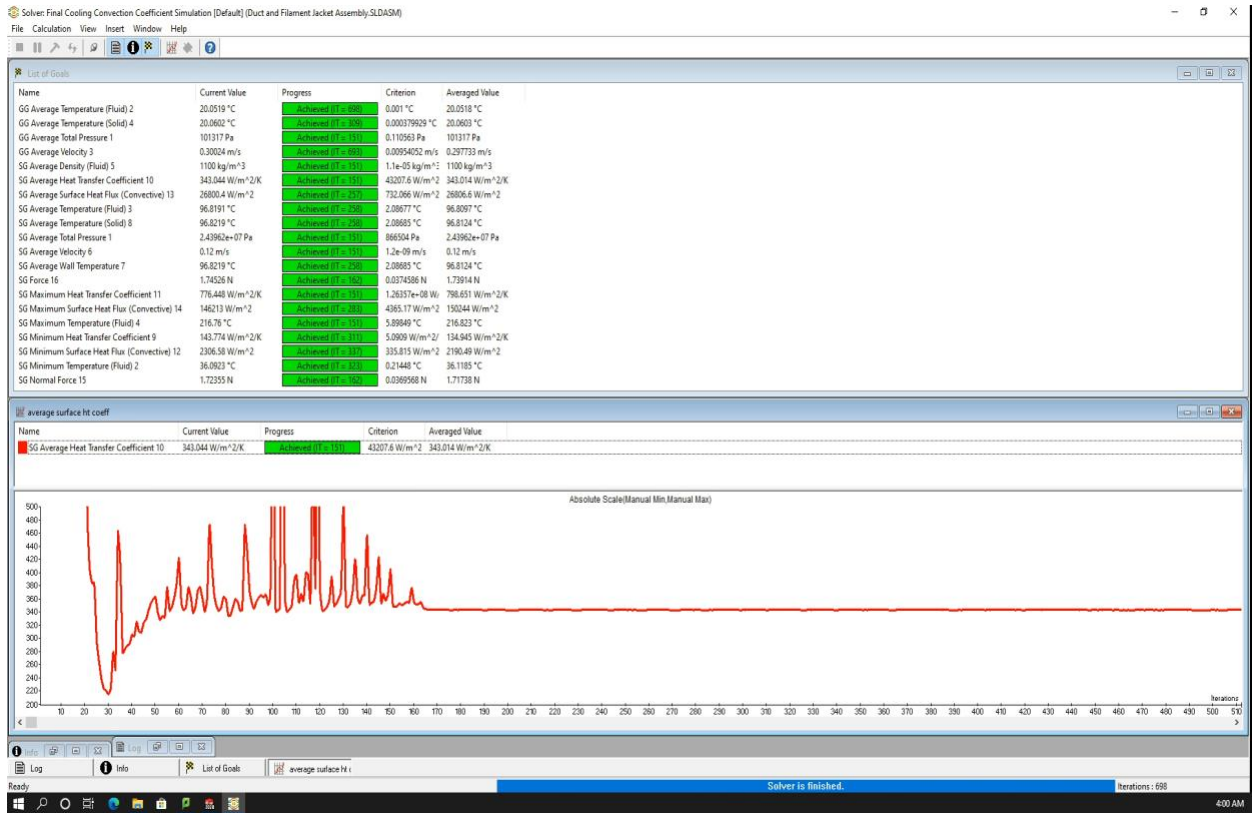 Solver: Final Cooling Convection Coefficient Simulation [Default] (Duct and Filament Jacket Assembly.SLDASM)
File Calculation View Insert Window Help
List of Goals
Name Current Value Progress Criterion Averaged Value
GG Average Temperature (Fluid) 2 20.0519 °C Achieved (IT = 698) 0.001 °C 20.0518 °C
GG Average Temperature (Solid) 4 20.0602 °C Achieved (IT = 309) 0.000379929 °C 20.0603 °C
GG Average Total Pressure 1 101317 Pa Achieved (IT = 151) 0.110563 Pa 101317 Pa
GG Average Velocity 3 0.30024 m/s Achieved (IT = 693) 0.00954052 m/s 0.297733 m/s
SG Average Density (Fluid) 5 1100 kg/m^3 Achieved (IT = 151) 1.1e-05 kg/m^3 1100 kg/m^3
SG Average Heat Transfer Coefficient 10 343.044 W/m^2/K Achieved (IT = 151) 43207.6 W/m^2 343.014 W/m^2/K
SG Average Surface Heat Flux (Convective) 13 26800.4 W/m^2 Achieved (IT = 257) 732.066 W/m^2 26806.6 W/m^2
SG Average Temperature (Fluid) 3 96.8191 °C Achieved (IT = 258) 2.08677 °C 96.8097 °C
SG Average Temperature (Solid) 8 96.8219 °C Achieved (IT = 258) 2.08685 °C 96.8124 °C
SG Average Total Pressure 1 2.43962e+07 Pa Achieved (IT = 151) 866504 Pa 2.43962e+07 Pa
SG Average Velocity 6 0.12 m/s Achieved (IT = 151) 1.2e-09 m/s 0.12 m/s
SG Average Wall Temperature 7 96.8219 °C Achieved (IT = 258) 2.08685 °C 96.8124 °C
SG Force 16 1.74526 N Achieved (IT = 162) 0.0374586 N 1.73914 N
SG Maximum Heat Transfer Coefficient 11 776.448 W/m^2/K Achieved (IT = 151) 1.26357e+08 W/ 798.651 W/m^2/K
SG Maximum Surface Heat Flux (Convective) 14 146213 W/m^2 Achieved (IT = 283) 4365.17 W/m^2 150244 W/m^2
SG Maximum Temperature (Fluid) 4 216.76 °C Achieved (IT = 151) 5.89849 °C 216.823 °C
SG Minimum Heat Transfer Coefficient 9 143.774 W/m^2/K Achieved (IT = 311) 5.0909 W/m^2/ 134.945 W/m^2/K
SG Minimum Surface Heat Flux (Convective) 12 2306.58 W/m^2 Achieved (IT = 337) 335.815 W/m^2 2190.49 W/m^2
SG Minimum Temperature (Fluid) 2 36.0923 °C Achieved (IT = 323) 0.21448 °C 36.1185 °C
SG Normal Force 15 1.72355 N Achieved (IT = 162) 0.0369568 N 1.71738 N
average surface ht coeff
Name Current Value Progress Criterion Averaged Value
SG Average Heat Transfer Coefficient 10 343.044 W/m^2/K Achieved (IT = 151) 43207.6 W/m^2 343.014 W/m^2/K
Absolute Scale(Manual Min,Manual Max)
500
480
460
440
420
400
380
360
340
320
300
280
260
240
220
200
Iterations
10 20 30 40 50 60 70 80 90 100 110 120 130 140 150 160 170 180 190 200 210 220 230 240 250 260 270 280 290 300 310 320 330 340 350 360 370 380 390 400 410 420 430 440 450 460 470 480 490 500 510
Info Log
Log Info List of Goals average surface ht c
Ready Solver is finished. Iterations : 698
4:00 AM